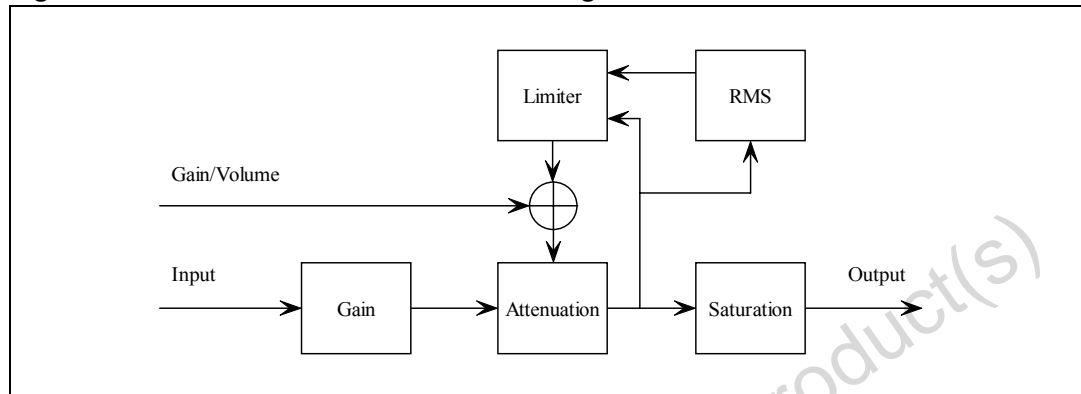 Limiter
RMS
Gain/Volume
Input
Output
Gain
Attenuation
Saturation
roduct(s)